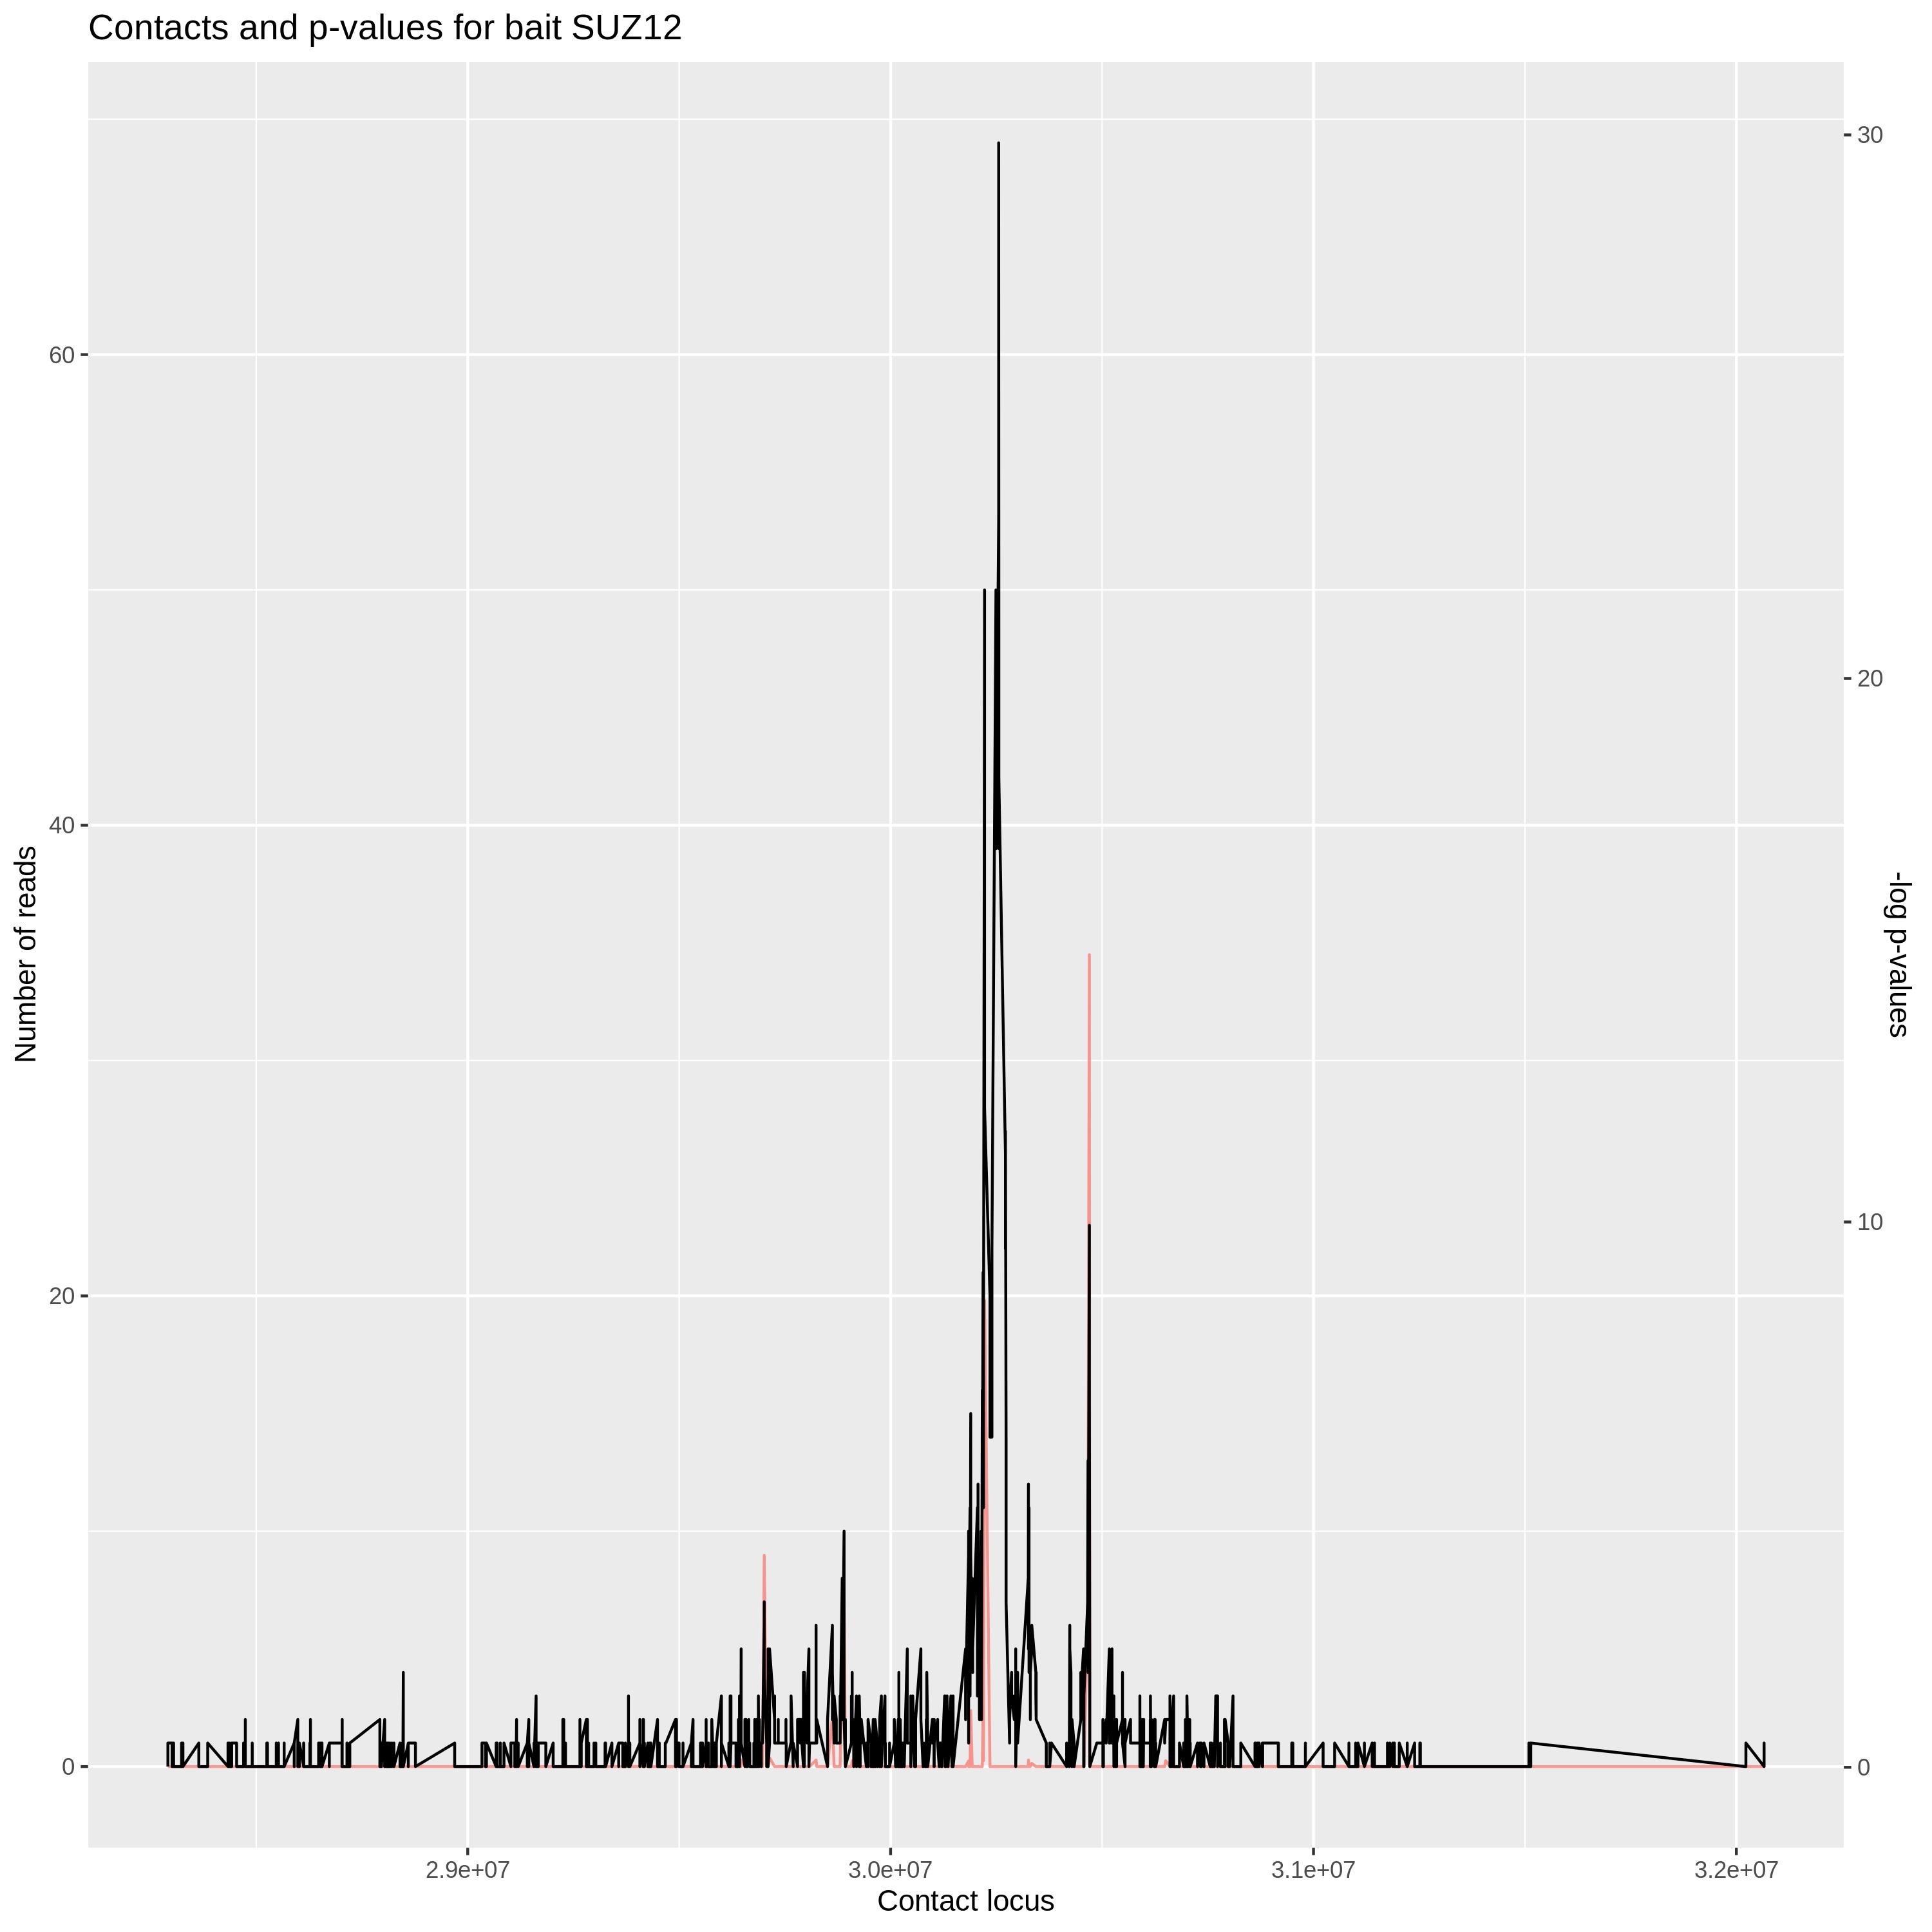 Contacts and p-values for bait SUZ12
30
60
20
40
10
20
0
0
Number of reads
-log p-values
2.9e+07
3.0e+07
3.1e+07
3.2e+07
Contact locus